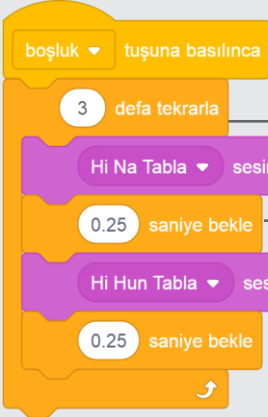 boşluk tuşuna basılınca
3 defa tekrarla
Hi Na Tabla
0.25 saniye bekle
Hi Hun Tabla
0.25 saniye bekle